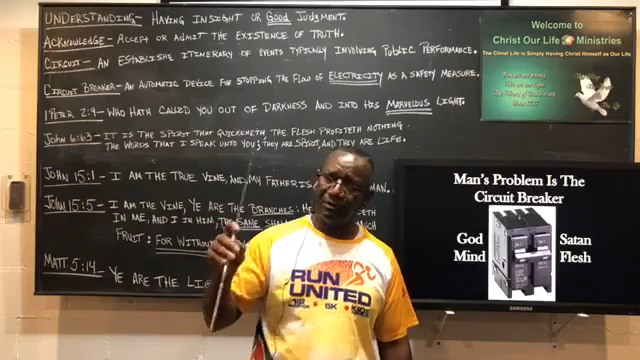 Understanding- Having Insight or Good Judgment.
Acknowledge- Accept or Admit the Existence of Truth.
Circuit - An Establishe Itinerary of Events Typically Involving Public Performance.
Circuit Breaker- An Automatic Device for Stopping the Flow of Electricity as a Safety Measure.
1 Peter 2:9- Who Hath Called You Out of Darkness and Into His Marvelous Light.
John 6:63- It is the Spirit that Quickeneth the Flesh Profiteth Nothing
The Words that I Speak Unto You; They are Spirit, and They are Life.
John 15:1- I am the True Vine, and My Father is
man.
John 15:5- I am the Vine, Ye are the Branches:
in Me, and I in Him, the Same
much
Fruit: For Without
Matt 5:14- Ye are the
Welcome to
Christ Our Life Ministries
The Christ Life is Simply Having Christ Himself as Our Life
Man's Problem Is The
Circuit Breaker
God
Mind
Satan
Flesh
SAMSUNG
RUN
UNITED
5K